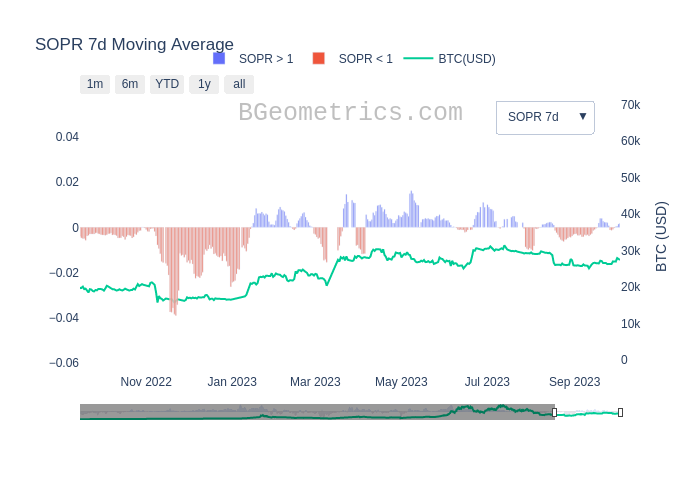 SOPR 7d Moving Average
SOPR > 1
SOPR < 1
BTC(USD)
1m 6m YTD 1y all
BGeometrics.com
SOPR 7d ▼
0.04
0.02
0
−0.02
−0.04
−0.06
70k
60k
50k
40k
30k
20k
10k
0
BTC (USD)
Nov 2022 Jan 2023 Mar 2023 May 2023 Jul 2023 Sep 2023